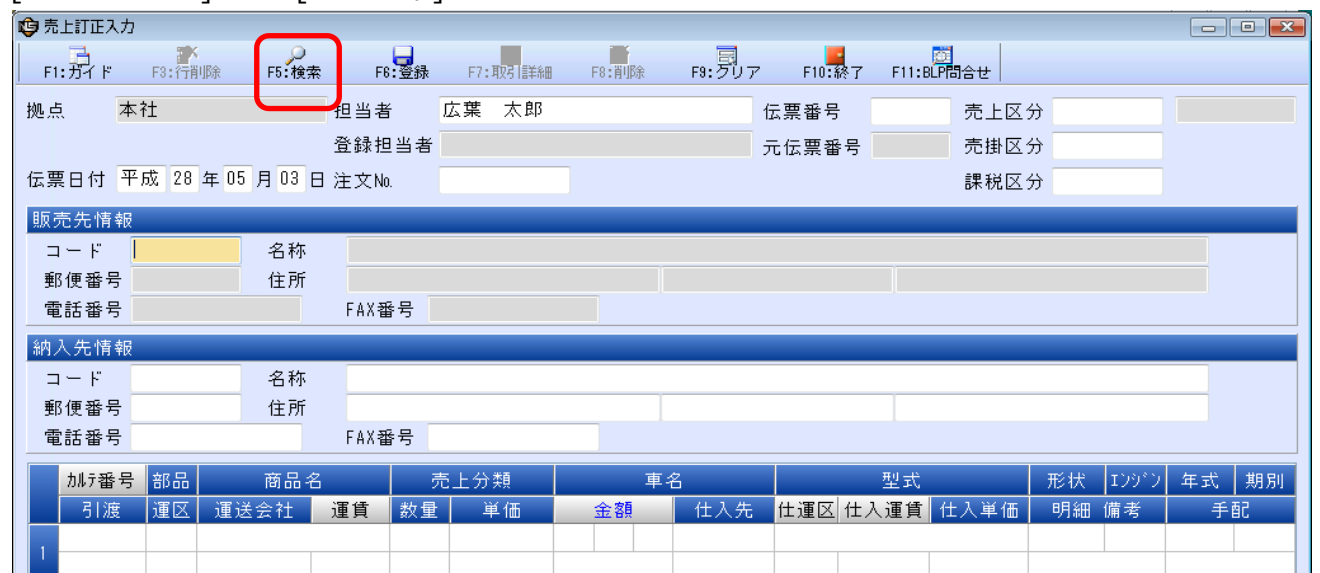 売上訂正入力
F1:ガイド F3:行削除 F5:検索 F6:登録 F7:取引詳細 F8:削除 F9:クリア F10:終了 F11:BLP問合せ
拠点 本社 担当者 広葉 太郎 伝票番号 売上区分
登録担当者 元伝票番号 売掛区分
伝票日付 平成 28 年 05 月 03 日 注文No. 課税区分
販売先情報
コード 名称
郵便番号 住所
電話番号 FAX番号
納入先情報
コード 名称
郵便番号 住所
電話番号 FAX番号
ｶﾙﾃ番号 部品 商品名 売上分類 車名 型式 形状 ｴﾝｼﾞﾝ 年式 期別
引渡 運区 運送会社 運賃 数量 単価 金額 仕入先 仕運区 仕入運賃 仕入単価 明細 備考 手配
1